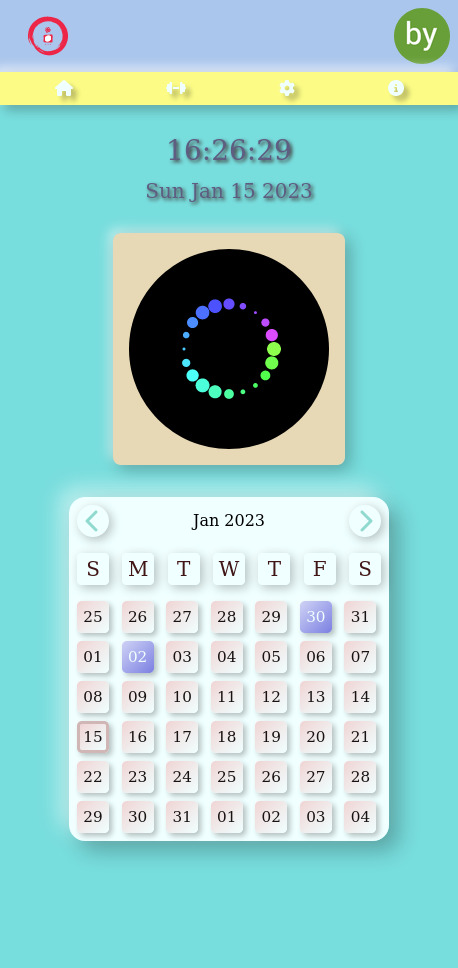 by
16:26:29
Sun Jan 15 2023
Jan 2023
S M T W T F S
25 26 27 28 29 30 31
01 02 03 04 05 06 07
08 09 10 11 12 13 14
15 16 17 18 19 20 21
22 23 24 25 26 27 28
29 30 31 01 02 03 04